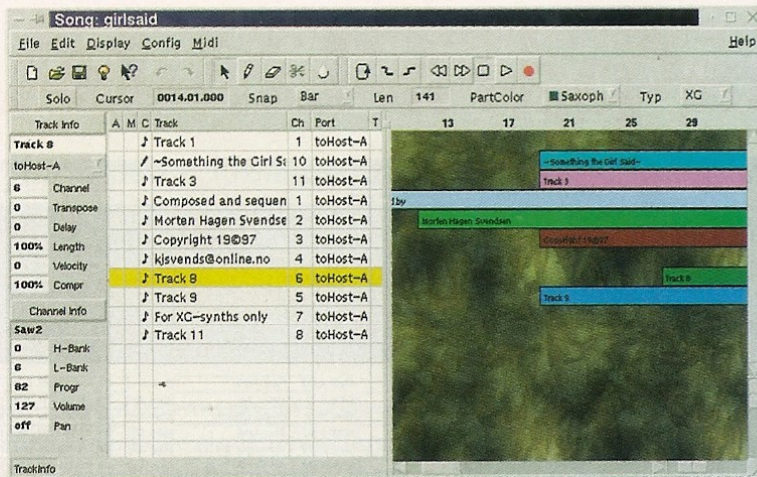 Song: girlsaid
File Edit Display Config Midi Help
Solo Cursor 0014.01.000 Snap Bar Len 141 PartColor Saxoph Typ XG
Track Info
Track 8
toHost-A
6 Channel
0 Transpose
0 Delay
100% Length
0 Velocity
100% Compr
Channel Info
Saw2
0 H-Bank
6 L-Bank
82 Progr
127 Volume
off Pan
TrackInfo
A M C Track Ch Port T
Track 1 1 toHost-A
~Something the Girl Sa 10 toHost-A
Track 3 11 toHost-A
Composed and sequen 1 toHost-A
Morten Hagen Svendse 2 toHost-A
Copyright 19©97 3 toHost-A
kjsvends@online.no 4 toHost-A
Track 8 6 toHost-A
Track 9 5 toHost-A
For XG-synths only 7 toHost-A
Track 11 8 toHost-A
13 17 21 25 29
~Something the Girl Said~
Track 3
by
Morten Hagen Svendsen
Copyright 19©97
Track 8
Track 9